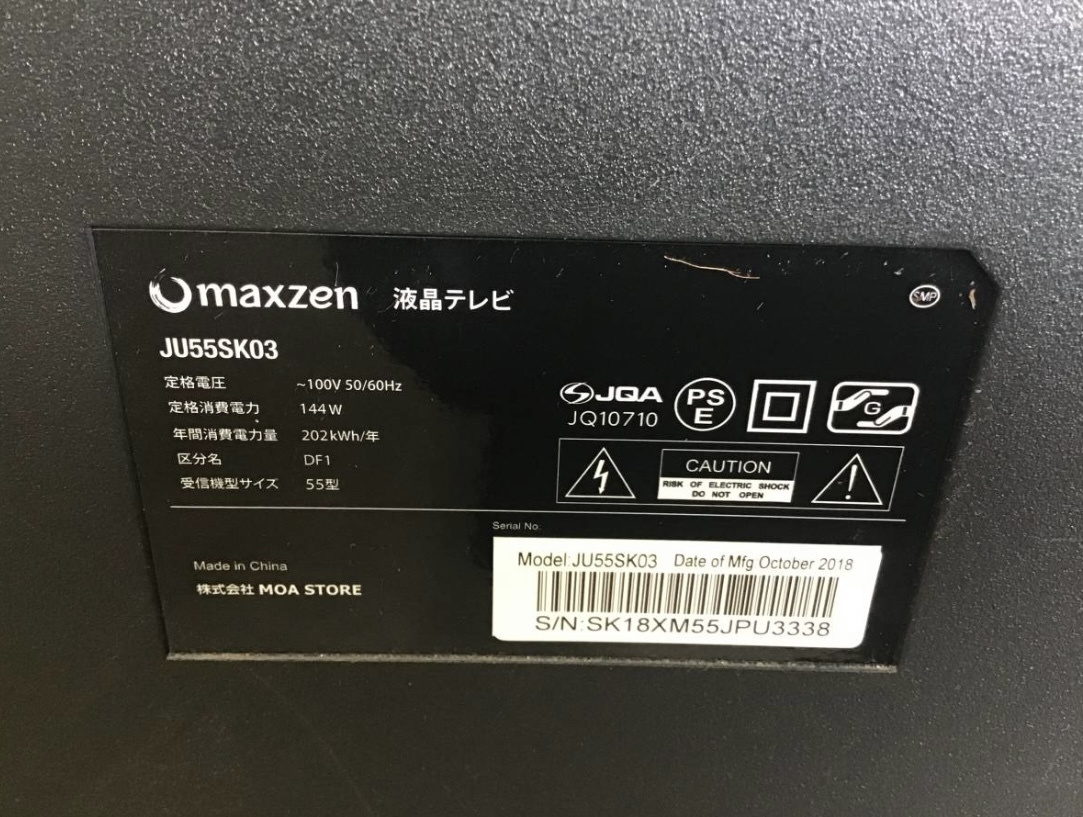 maxzen 液晶テレビ
SMP
JU55SK03
定格電圧 ~100V 50/60Hz
定格消費電力 144W
年間消費電力量 202kWh/年
区分名 DF1
受信機型サイズ 55型
JQA
JQ10710
PS
E
G
CAUTION
RISK OF ELECTRIC SHOCK
DO NOT OPEN
Serial No.
Made in China
株式会社 MOA STORE
Model:JU55SK03 Date of Mfg October 2018
S/N:SK18XM55JPU3338